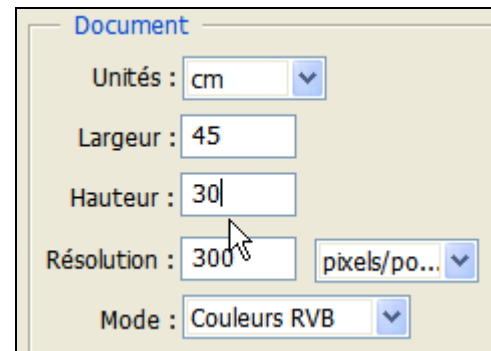 Document
Unités : cm
Largeur : 45
Hauteur : 30
Résolution : 300 pixels/po...
Mode : Couleurs RVB